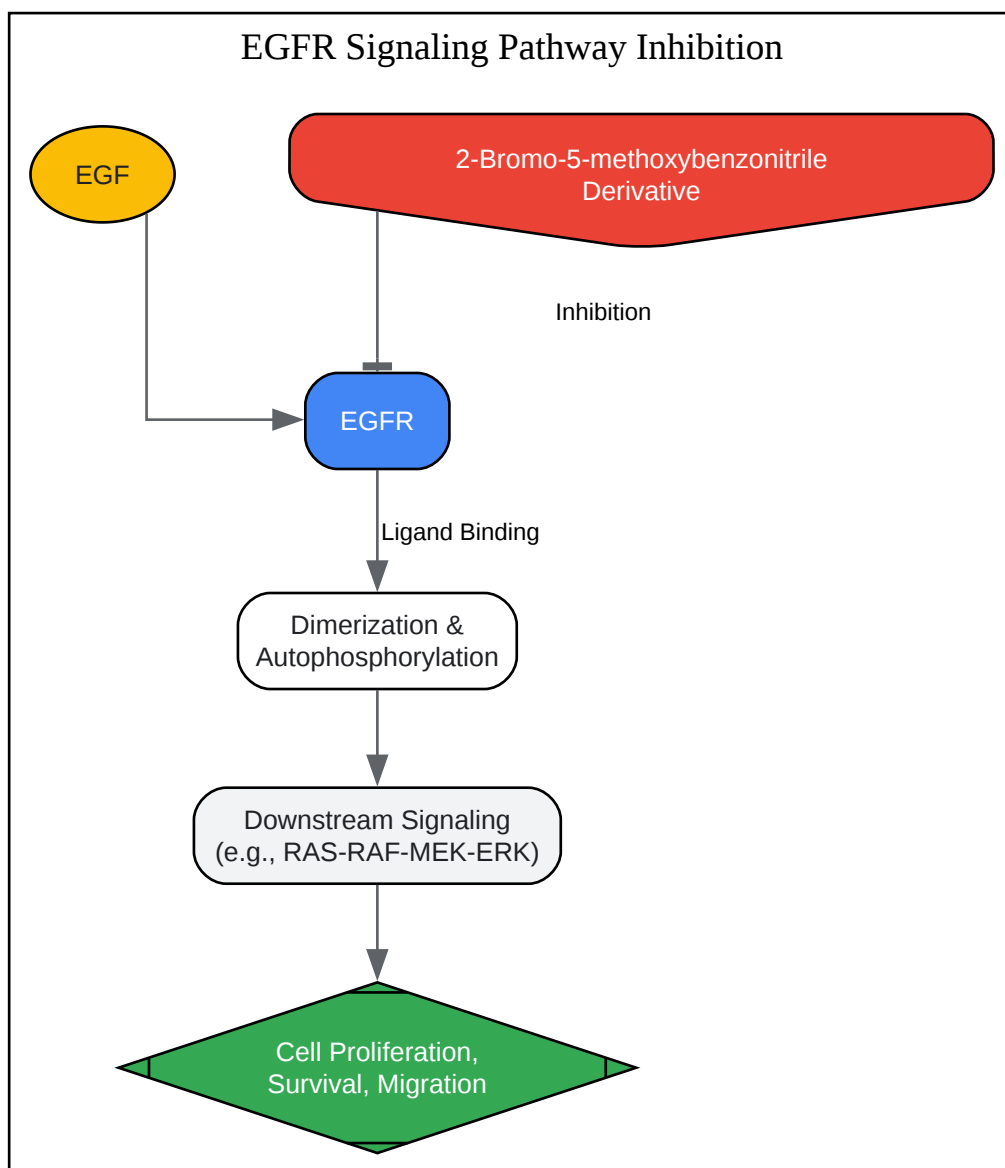 EGFR Signaling Pathway Inhibition
EGF
2-Bromo-5-methoxybenzonitrile
Derivative
Inhibition
EGFR
Ligand Binding
Dimerization &
Autophosphorylation
Downstream Signaling
(e.g., RAS-RAF-MEK-ERK)
Cell Proliferation,
Survival, Migration